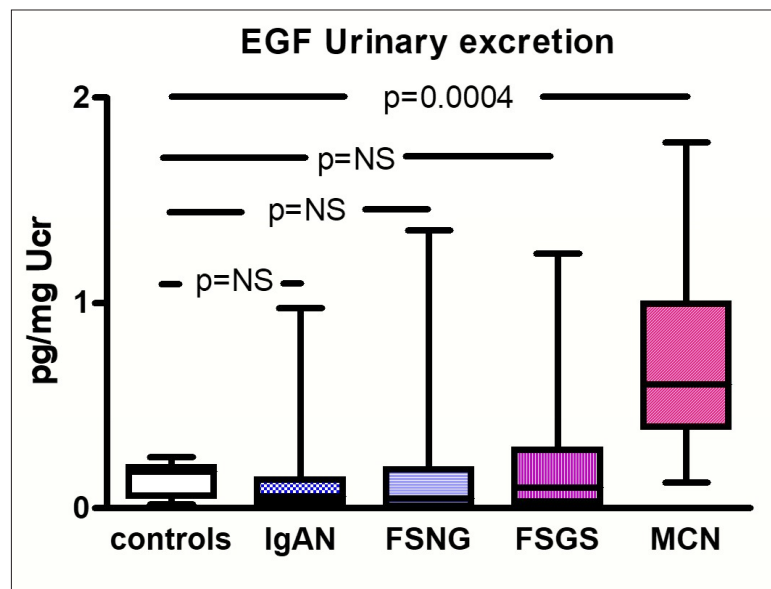 EGF Urinary excretion
2
p=0.0004
p=NS
p=NS
p=NS
1
0
pg/mg Ucr
controls IgAN FSNG FSGS MCN